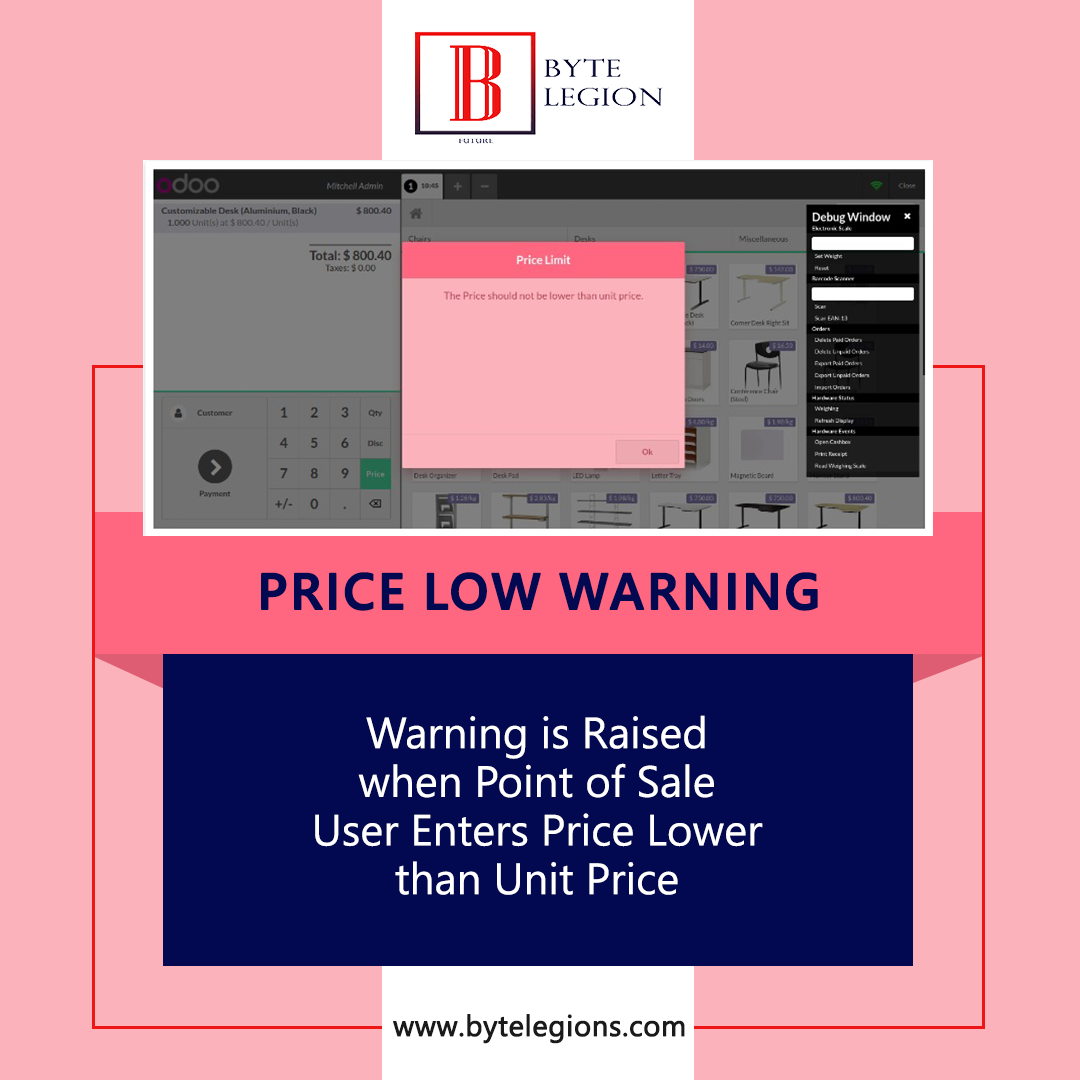 B
BYTE
LEGION
FUTURE
odoo
Mitchell Admin
1 10:45
+
−
Close
Customizable Desk (Aluminium, Black) $ 800.40
1.000 Unit(s) at $ 800.40 / Unit(s)
Total: $ 800.40
Taxes: $ 0.00
Customer
Payment
1 2 3 Qty
4 5 6 Disc
7 8 9 Price
+/- 0 .
Chairs
Desks
Miscellaneous
Price Limit
The Price should not be lower than unit price.
Ok
$ 750.00
$ 147.00
Corner Desk Right Sit
$ 14.00
$ 16.50
Conference Chair
(Steel)
$ 4.00/kg
$ 1.98/kg
Desk Organizer
Desk Pad
LED Lamp
Letter Tray
Magnetic Board
$ 1.28/kg
$ 2.83/kg
$ 1.98/kg
$ 750.00
$ 750.00
$ 800.40
Debug Window
Electronic Scale
Set Weight
Reset
Barcode Scanner
Scan
Scan EAN-13
Orders
Delete Paid Orders
Delete Unpaid Orders
Export Paid Orders
Export Unpaid Orders
Import Orders
Hardware Status
Weighing
Refresh Display
Hardware Events
Open Cashbox
Print Receipt
Read Weighing Scale
PRICE LOW WARNING
Warning is Raised
when Point of Sale
User Enters Price Lower
than Unit Price
www.bytelegions.com